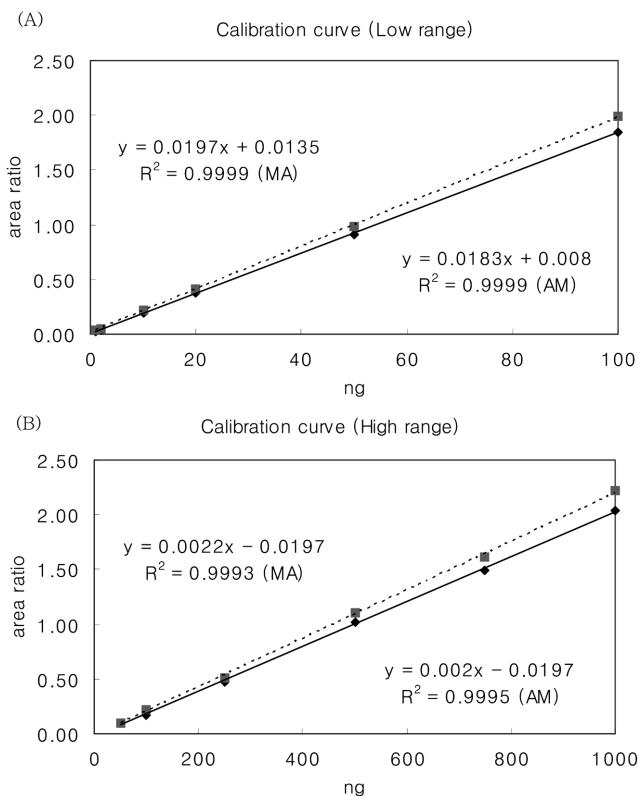 (A)
Calibration curve (Low range)
2.50
2.00
1.50
1.00
0.50
0.00
area ratio
y = 0.0197x + 0.0135
R² = 0.9999 (MA)
y = 0.0183x + 0.008
R² = 0.9999 (AM)
0 20 40 60 80 100
ng
(B)
Calibration curve (High range)
2.50
2.00
1.50
1.00
0.50
0.00
area ratio
y = 0.0022x - 0.0197
R² = 0.9993 (MA)
y = 0.002x - 0.0197
R² = 0.9995 (AM)
0 200 400 600 800 1000
ng